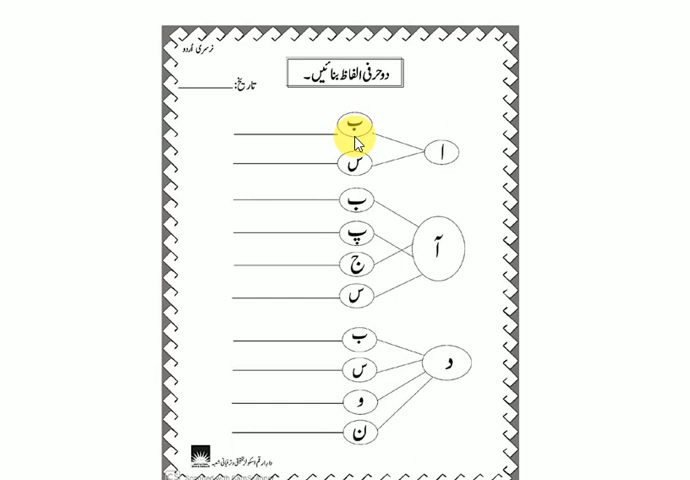 نرسری اُردو
دو حرفی الفاظ بنائیں۔
تاریخ:
ا
ب
س
آ
ب
پ
ج
س
د
ب
س
و
ن